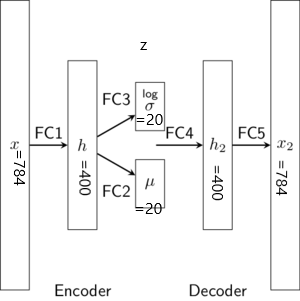 z
FC3
log
σ
=20
FC1
FC4
FC5
x
=784
h
=400
h₂
=400
x₂
=784
FC2
μ
=20
Encoder
Decoder